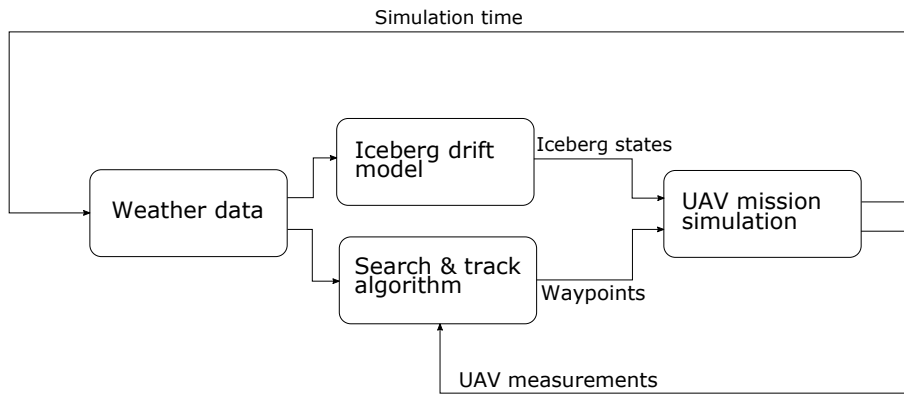 Simulation time
Iceberg drift
model
Iceberg states
Weather data
UAV mission
simulation
Search & track
algorithm
Waypoints
UAV measurements